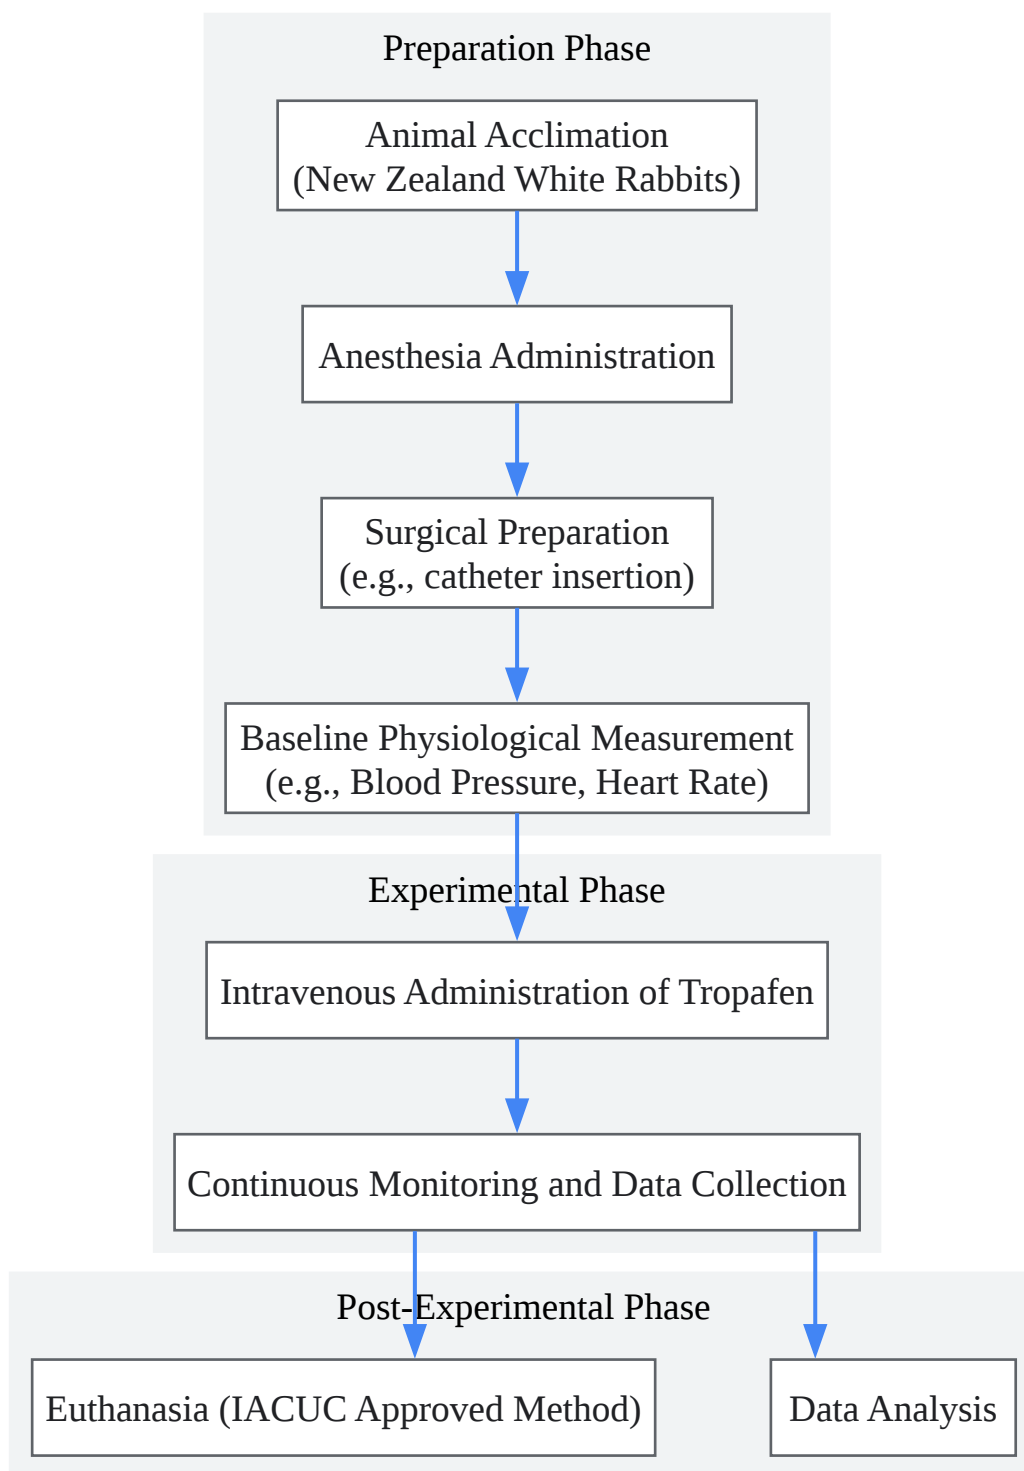 Preparation Phase
Animal Acclimation
(New Zealand White Rabbits)
Anesthesia Administration
Surgical Preparation
(e.g., catheter insertion)
Baseline Physiological Measurement
(e.g., Blood Pressure, Heart Rate)
Experimental Phase
Intravenous Administration of Tropafen
Continuous Monitoring and Data Collection
Post-Experimental Phase
Euthanasia (IACUC Approved Method)
Data Analysis